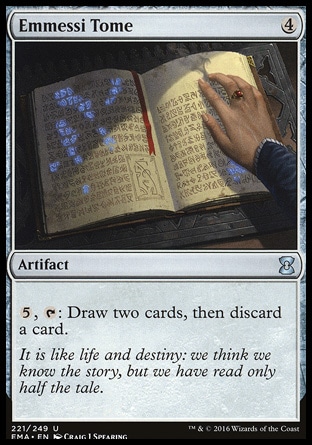 Emmessi Tome 4
Artifact
5, T: Draw two cards, then discard
a card.
It is like life and destiny: we think we
know the story, but we have read only
half the tale.
221/249 U
EMA • EN Craig J Spearing
™ & © 2016 Wizards of the Coast